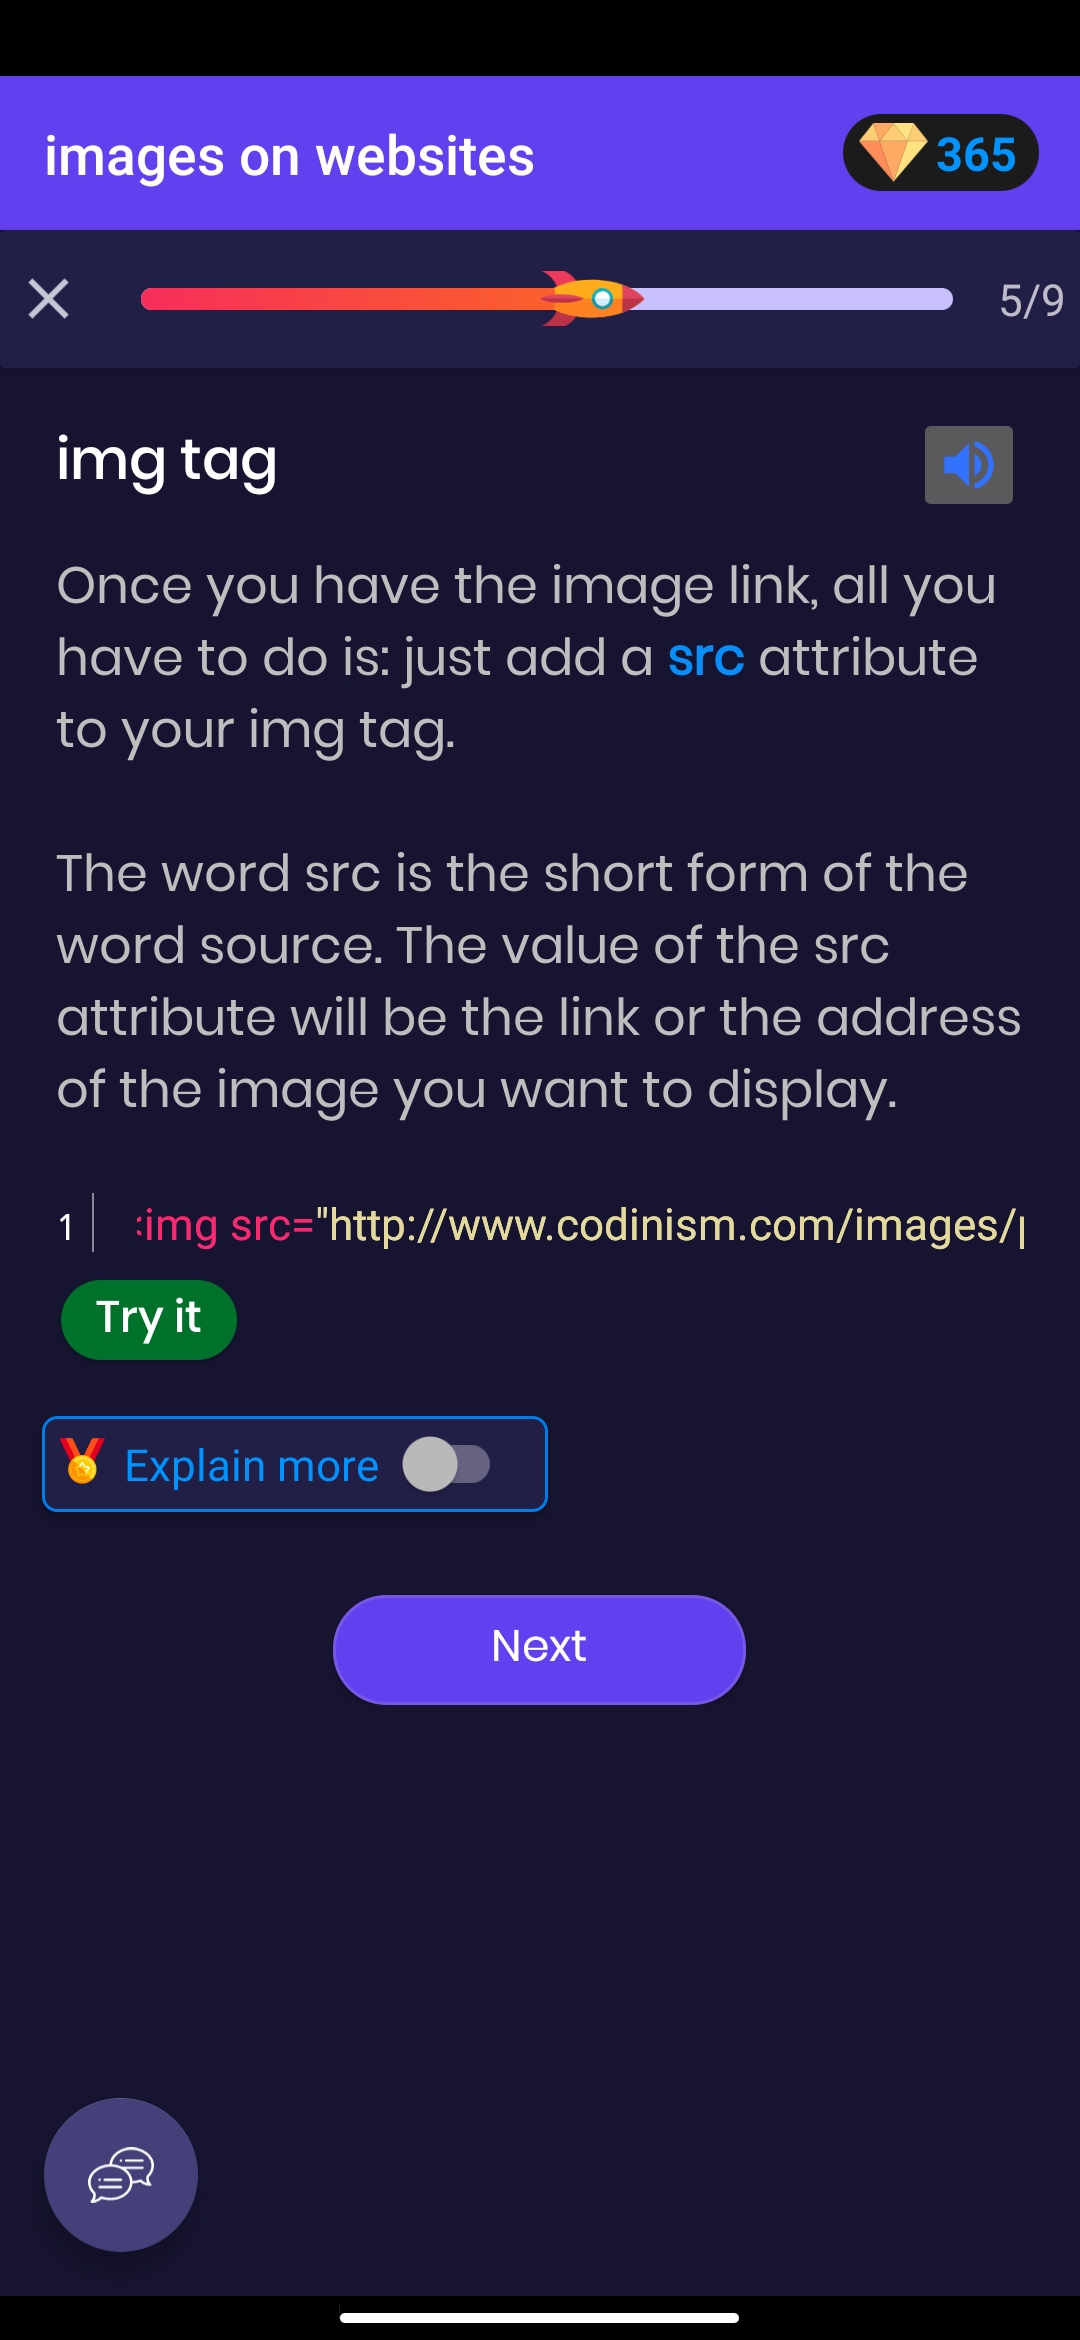 images on websites
365
5/9
img tag
Once you have the image link, all you
have to do is: just add a src attribute
to your img tag.
The word src is the short form of the
word source. The value of the src
attribute will be the link or the address
of the image you want to display.
1 <img src="http://www.codinism.com/images/
Try it
Explain more
Next